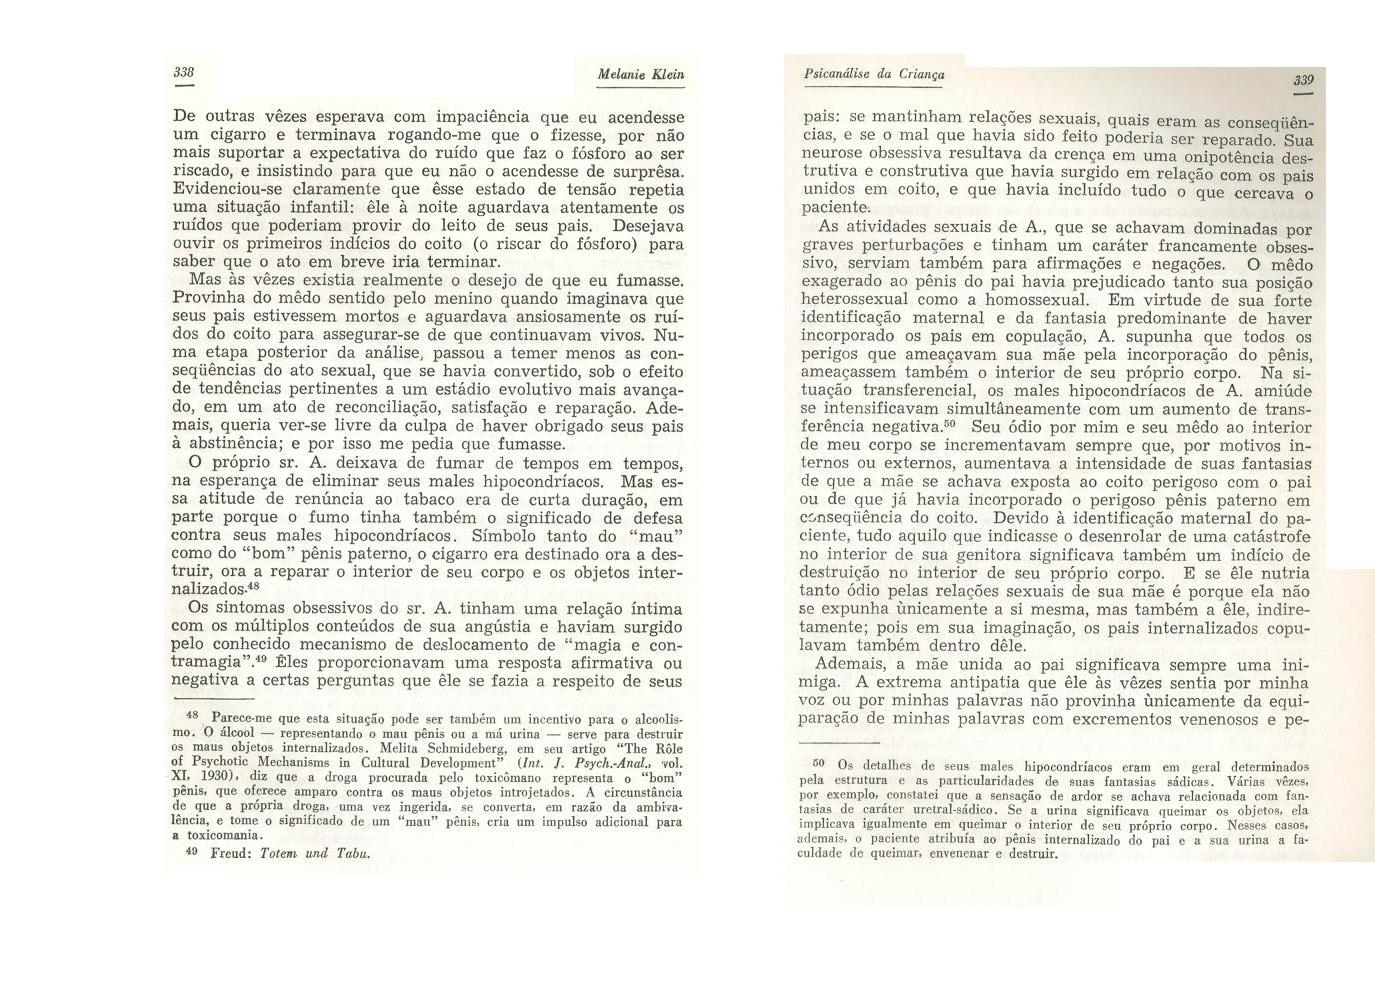 338
Melanie Klein
De outras vêzes esperava com impaciência que eu acendesse
um cigarro e terminava rogando-me que o fizesse, por não
mais suportar a expectativa do ruído que faz o fósforo ao ser
riscado, e insistindo para que eu não o acendesse de surprêsa.
Evidenciou-se claramente que êsse estado de tensão repetia
uma situação infantil: êle à noite aguardava atentamente os
ruídos que poderiam provir do leito de seus pais. Desejava
ouvir os primeiros indícios do coito (o riscar do fósforo) para
saber que o ato em breve iria terminar.
Mas às vêzes existia realmente o desejo de que eu fumasse.
Provinha do mêdo sentido pelo menino quando imaginava que
seus pais estivessem mortos e aguardava ansiosamente os ruí-
dos do coito para assegurar-se de que continuavam vivos. Nu-
ma etapa posterior da análise, passou a temer menos as con-
seqüências do ato sexual, que se havia convertido, sob o efeito
de tendências pertinentes a um estádio evolutivo mais avança-
do, em um ato de reconciliação, satisfação e reparação. Ade-
mais, queria ver-se livre da culpa de haver obrigado seus pais
à abstinência; e por isso me pedia que fumasse.
O próprio sr. A. deixava de fumar de tempos em tempos,
na esperança de eliminar seus males hipocondríacos. Mas es-
sa atitude de renúncia ao tabaco era de curta duração, em
parte porque o fumo tinha também o significado de defesa
contra seus males hipocondríacos. Símbolo tanto do “mau”
como do “bom” pênis paterno, o cigarro era destinado ora a des-
truir, ora a reparar o interior de seu corpo e os objetos inter-
nalizados.⁴⁸
Os sintomas obsessivos do sr. A. tinham uma relação íntima
com os múltiplos conteúdos de sua angústia e haviam surgido
pelo conhecido mecanismo de deslocamento de “magia e con-
tramagia”.⁴⁹ Êles proporcionavam uma resposta afirmativa ou
negativa a certas perguntas que êle se fazia a respeito de seus
48 Parece-me que esta situação pode ser também um incentivo para o alcoolis-
mo. O álcool — representando o mau pênis ou a má urina — serve para destruir
os maus objetos internalizados. Melita Schmideberg, em seu artigo “The Rôle
of Psychotic Mechanisms in Cultural Development” (Int. J. Psych.-Anal., vol.
XI, 1930), diz que a droga procurada pelo toxicômano representa o “bom”
pênis, que oferece amparo contra os maus objetos introjetados. A circunstância
de que a própria droga, uma vez ingerida, se converta, em razão da ambiva-
lência, e tome o significado de um “mau” pênis, cria um impulso adicional para
a toxicomania.
49 Freud: Totem und Tabu.
Psicanálise da Criança
339
pais: se mantinham relações sexuais, quais eram as conseqüên-
cias, e se o mal que havia sido feito poderia ser reparado. Sua
neurose obsessiva resultava da crença em uma onipotência des-
trutiva e construtiva que havia surgido em relação com os pais
unidos em coito, e que havia incluído tudo o que cercava o
paciente.
As atividades sexuais de A., que se achavam dominadas por
graves perturbações e tinham um caráter francamente obses-
sivo, serviam também para afirmações e negações. O mêdo
exagerado ao pênis do pai havia prejudicado tanto sua posição
heterossexual como a homossexual. Em virtude de sua forte
identificação maternal e da fantasia predominante de haver
incorporado os pais em copulação, A. supunha que todos os
perigos que ameaçavam sua mãe pela incorporação do pênis,
ameaçassem também o interior de seu próprio corpo. Na si-
tuação transferencial, os males hipocondríacos de A. amiúde
se intensificavam simultâneamente com um aumento de trans-
ferência negativa.⁵⁰ Seu ódio por mim e seu mêdo ao interior
de meu corpo se incrementavam sempre que, por motivos in-
ternos ou externos, aumentava a intensidade de suas fantasias
de que a mãe se achava exposta ao coito perigoso com o pai
ou de que já havia incorporado o perigoso pênis paterno em
conseqüência do coito. Devido à identificação maternal do pa-
ciente, tudo aquilo que indicasse o desenrolar de uma catástrofe
no interior de sua genitora significava também um indício de
destruição no interior de seu próprio corpo. E se êle nutria
tanto ódio pelas relações sexuais de sua mãe é porque ela não
se expunha ùnicamente a si mesma, mas também a êle, indire-
tamente; pois em sua imaginação, os pais internalizados copu-
lavam também dentro dêle.
Ademais, a mãe unida ao pai significava sempre uma ini-
miga. A extrema antipatia que êle às vêzes sentia por minha
voz ou por minhas palavras não provinha ùnicamente da equi-
paração de minhas palavras com excrementos venenosos e pe-
50 Os detalhes de seus males hipocondríacos eram em geral determinados
pela estrutura e as particularidades de suas fantasias sádicas. Várias vêzes,
por exemplo, constatei que a sensação de ardor se achava relacionada com fan-
tasias de caráter uretral-sádico. Se a urina significava queimar os objetos, ela
implicava igualmente em queimar o interior de seu próprio corpo. Nesses casos,
ademais, o paciente atribuía ao pênis internalizado do pai e a sua urina a fa-
culdade de queimar, envenenar e destruir.